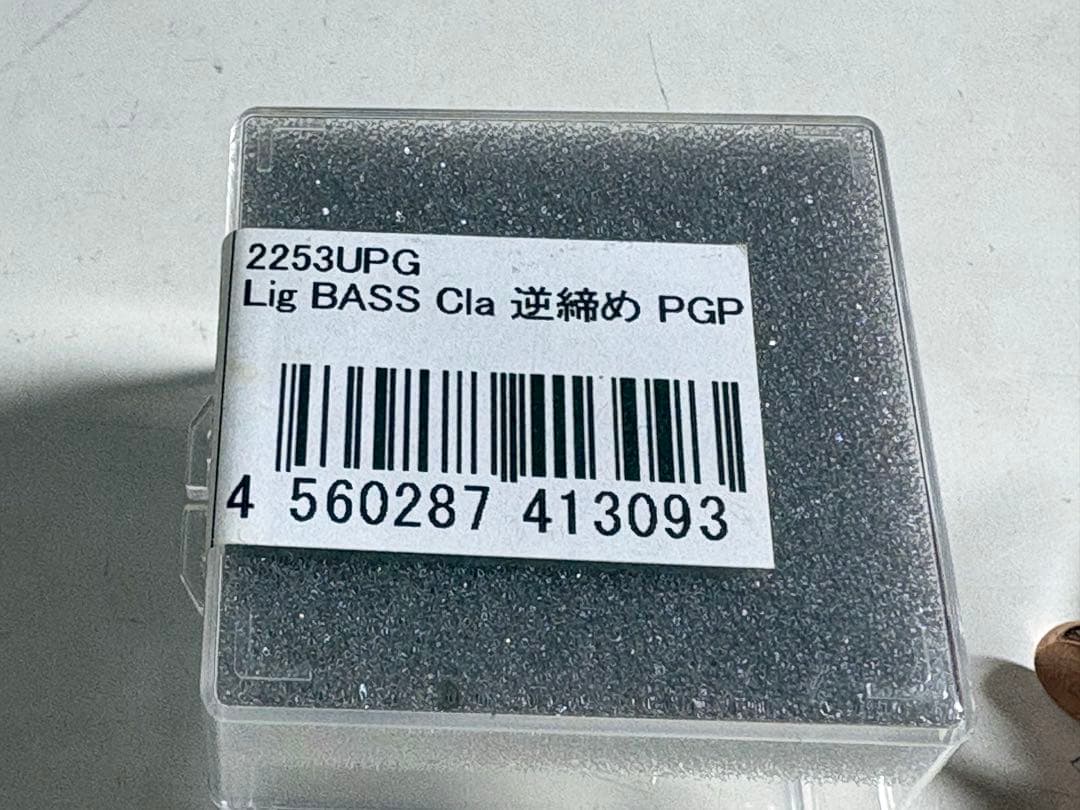 2253UPG
Lig BASS Cla 逆締め PGP
4 560287 413093